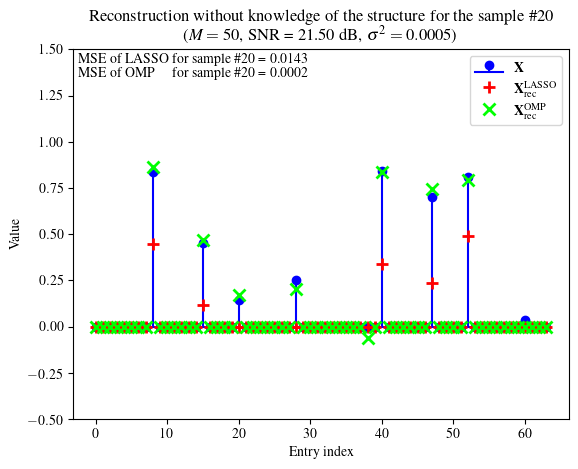 Reconstruction without knowledge of the structure for the sample #20
(M = 50, SNR = 21.50 dB, σ² = 0.0005)
MSE of LASSO for sample #20 = 0.0143
MSE of OMP for sample #20 = 0.0002
X
X_rec^LASSO
X_rec^OMP
1.50
1.25
1.00
0.75
0.50
0.25
0.00
−0.25
−0.50
Value
0 10 20 30 40 50 60
Entry index